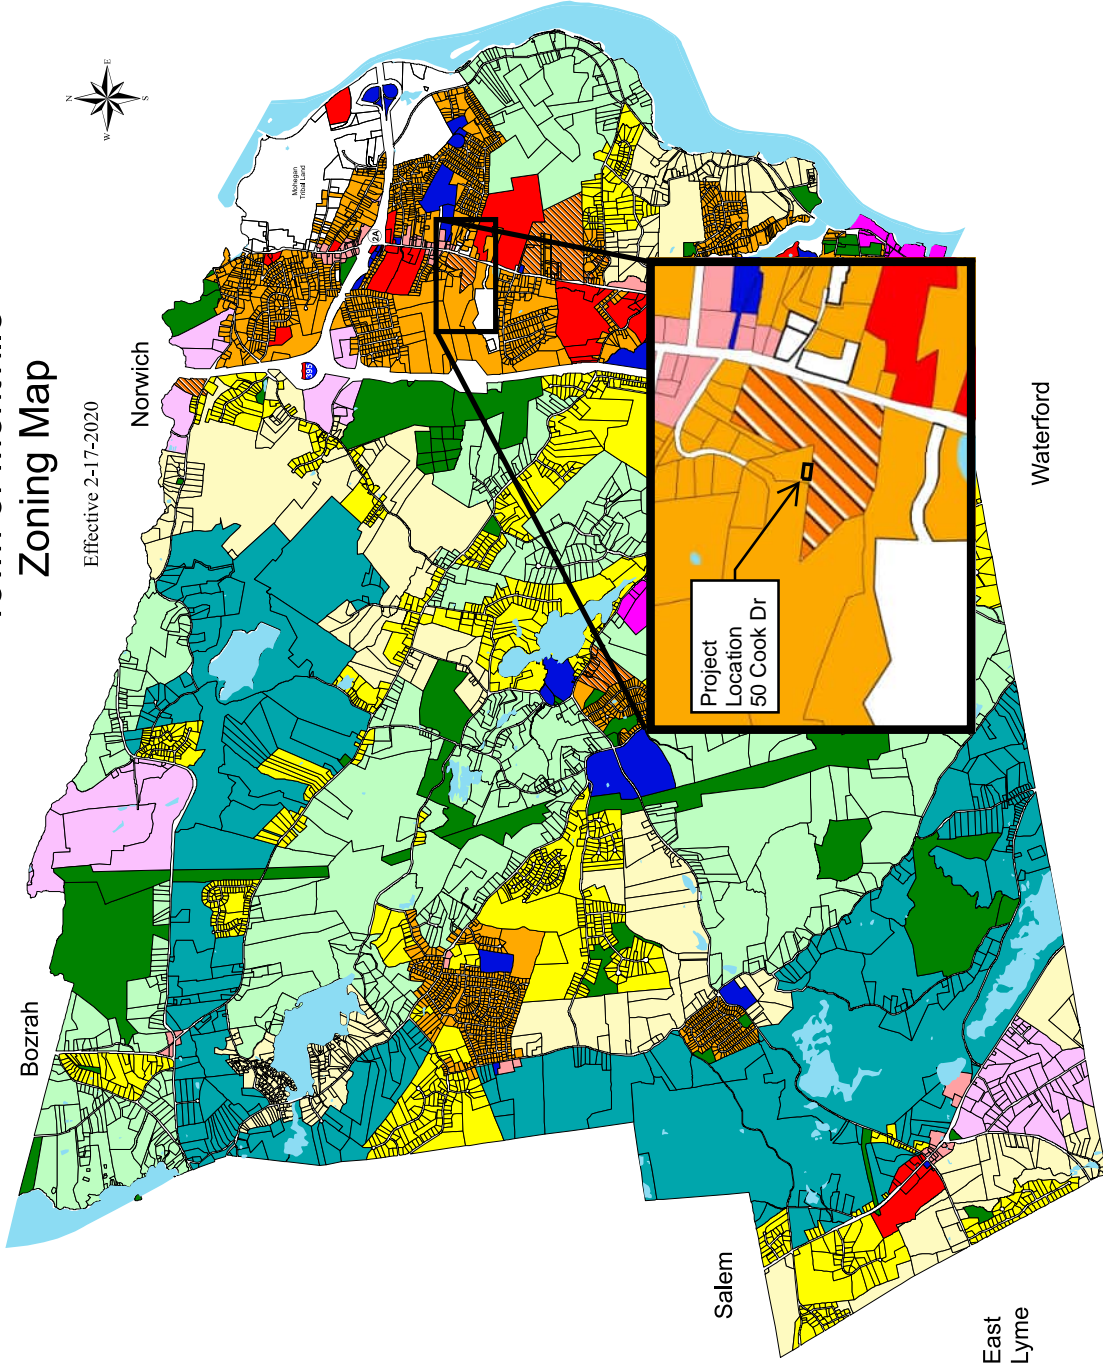 Zoning Map
Effective 2-17-2020
N
W
E
S
Mohegan
Tribal Land
Norwich
2A
395
Bozrah
Waterford
Project
Location
50 Cook Dr
Salem
East
Lyme